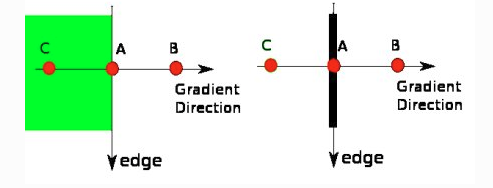 C A B
Gradient
Direction
edge
C A B
Gradient
Direction
edge